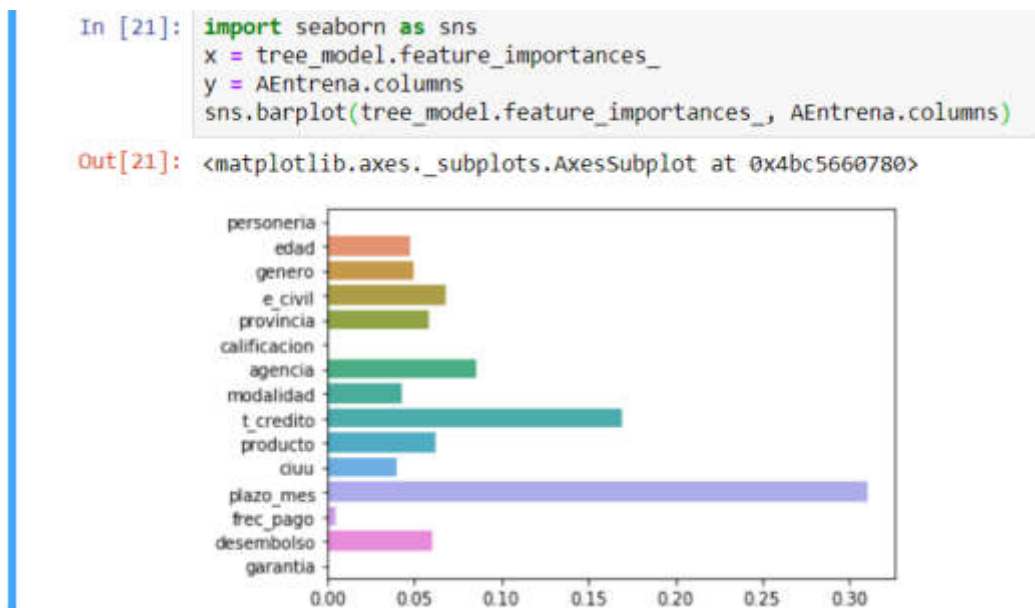 In [21]: import seaborn as sns
x = tree_model.feature_importances_
y = AEntrena.columns
sns.barplot(tree_model.feature_importances_, AEntrena.columns)
Out[21]: <matplotlib.axes._subplots.AxesSubplot at 0x4bc5660780>
personeria
edad
genero
e_civil
provincia
calificacion
agencia
modalidad
t_credito
producto
ciuu
plazo_mes
frec_pago
desembolso
garantia
0.00 0.05 0.10 0.15 0.20 0.25 0.30